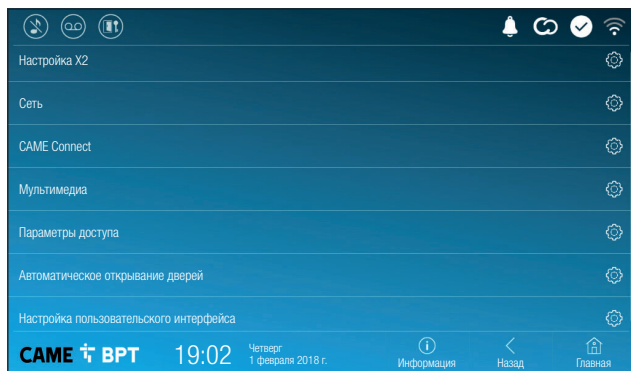 Настройка X2
Сеть
CAME Connect
Мультимедиа
Параметры доступа
Автоматическое открывание дверей
Настройка пользовательского интерфейса
CAME BPT
19:02
Четверг
1 февраля 2018 г.
Информация
Назад
Главная